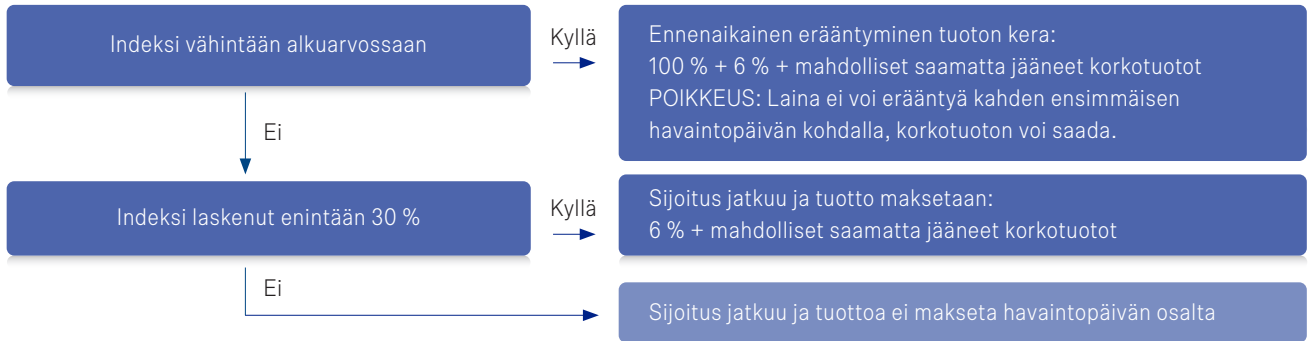 Indeksi vähintään alkuarvossaan
Kyllä
Ennenaikainen erääntyminen tuoton kera:
100 % + 6 % + mahdolliset saamatta jääneet korkotuotot
POIKKEUS: Laina ei voi erääntyä kahden ensimmäisen
havaintopäivän kohdalla, korkotuoton voi saada.
Ei
Indeksi laskenut enintään 30 %
Kyllä
Sijoitus jatkuu ja tuotto maksetaan:
6 % + mahdolliset saamatta jääneet korkotuotot
Ei
Sijoitus jatkuu ja tuottoa ei makseta havaintopäivän osalta